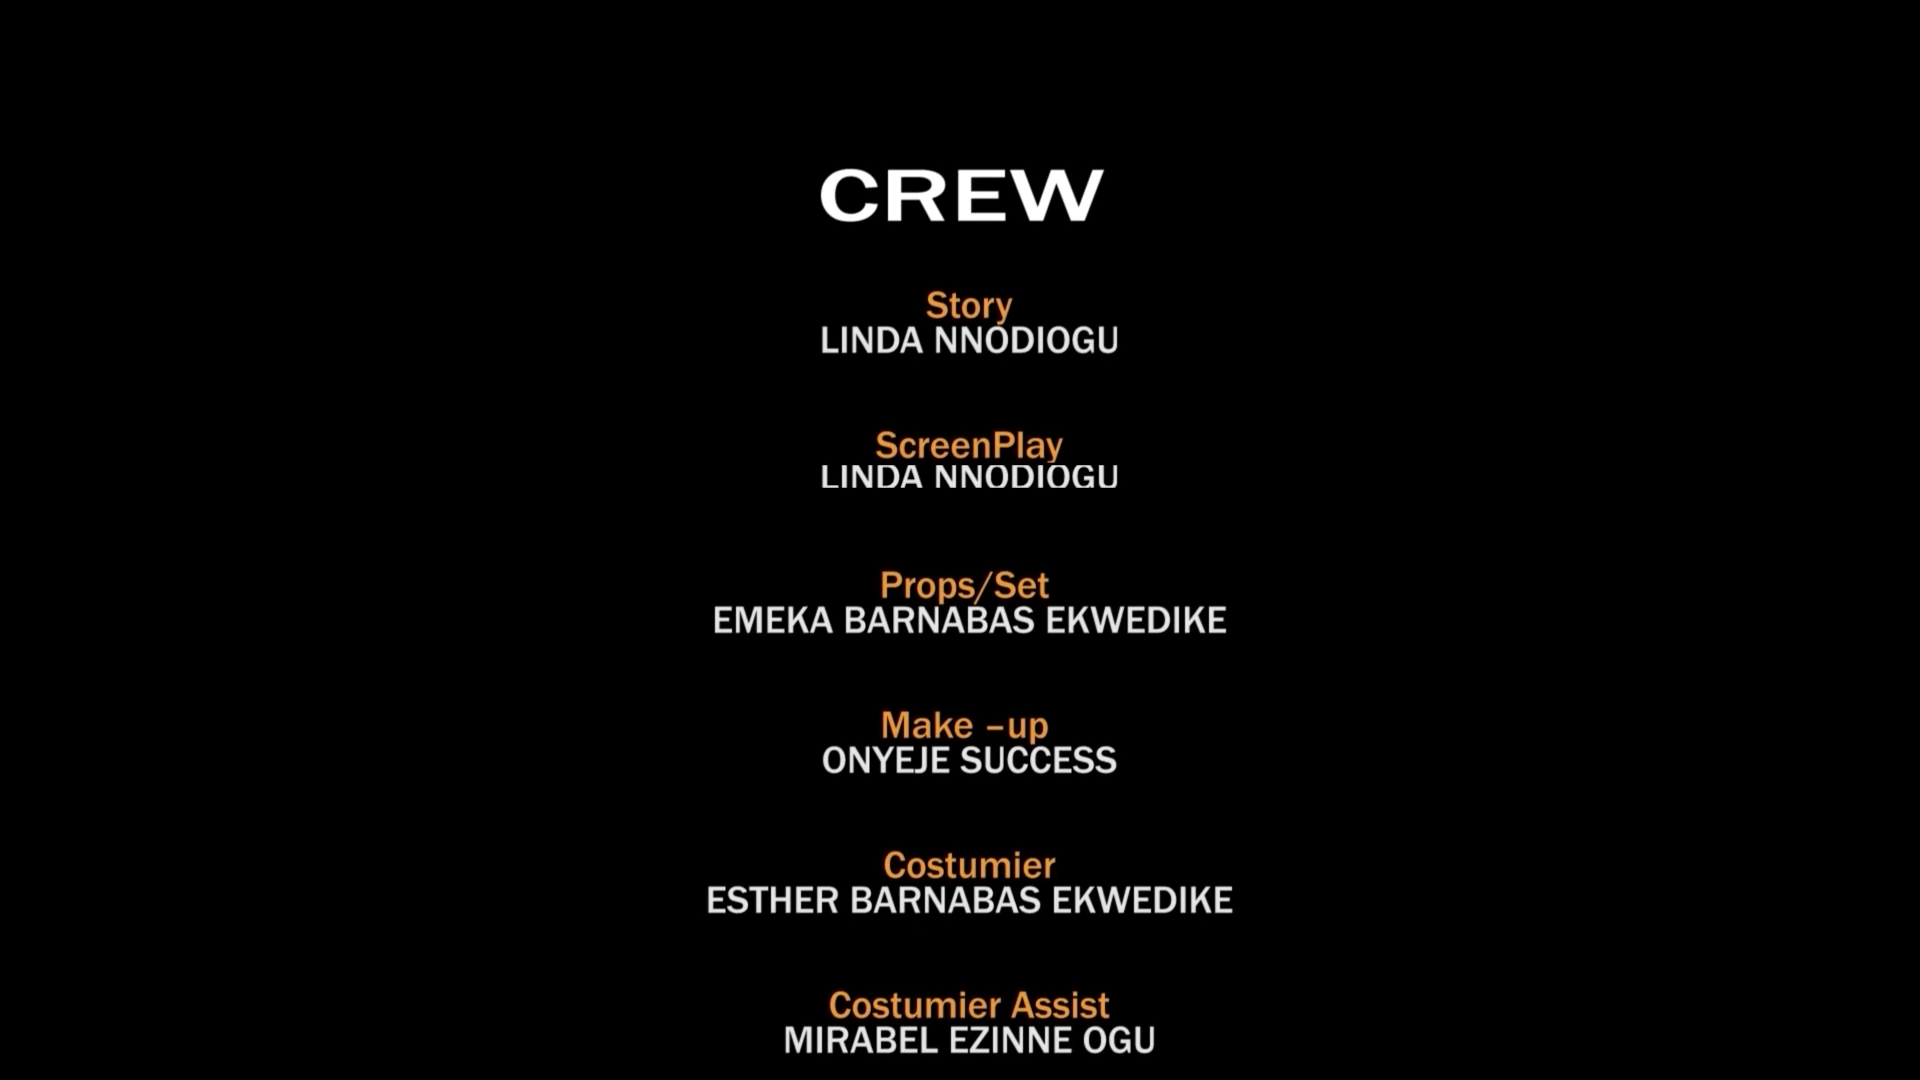 CREW
Story
LINDA NNODIOGU
ScreenPlay
LINDA NNODIOGU
Props/Set
EMEKA BARNABAS EKWEDIKE
Make –up
ONYEJE SUCCESS
Costumier
ESTHER BARNABAS EKWEDIKE
Costumier Assist
MIRABEL EZINNE OGU